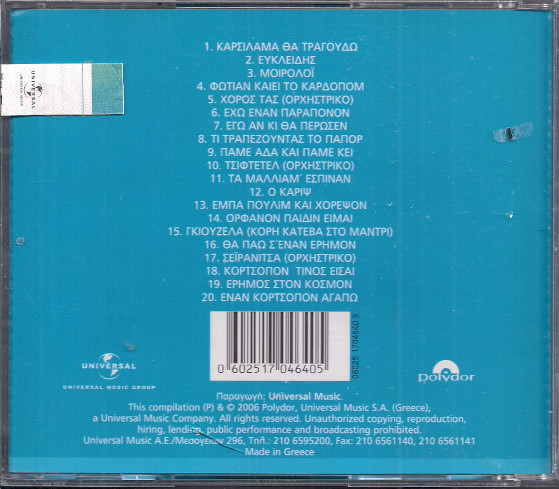 1. ΚΑΡΣΙΛΑΜΑ ΘΑ ΤΡΑΓΟΥΔΩ
2. ΕΥΚΛΕΙΔΗΣ
3. ΜΟΙΡΟΛΟΪ
4. ΦΩΤΙΑΝ ΚΑΙΕΙ ΤΟ ΚΑΡΔΟΠΟΜ
5. ΧΟΡΟΣ ΤΑΣ (ΟΡΧΗΣΤΡΙΚΟ)
6. ΕΧΩ ΕΝΑΝ ΠΑΡΑΠΟΝΟΝ
7. ΕΓΩ ΑΝ ΚΙ ΘΑ ΠΕΡΩΣΕΝ
8. ΤΙ ΤΡΑΠΕΖΟΥΝΤΑΣ ΤΟ ΠΑΠΟΡ
9. ΠΑΜΕ ΑΔΑ ΚΑΙ ΠΑΜΕ ΚΕΙ
10. ΤΣΙΦΤΕΤΕΛ (ΟΡΧΗΣΤΡΙΚΟ)
11. ΤΑ ΜΑΛΛΙΑΜ΄ ΕΣΠΙΝΑΝ
12. Ο ΚΑΡΙΨ
13. ΕΜΠΑ ΠΟΥΛΙΜ ΚΑΙ ΧΟΡΕΨΟΝ
14. ΟΡΦΑΝΟΝ ΠΑΙΔΙΝ ΕΙΜΑΙ
15. ΓΚΙΟΥΖΕΛΑ (ΚΟΡΗ ΚΑΤΕΒΑ ΣΤΟ ΜΑΝΤΡΙ)
16. ΘΑ ΠΑΩ Σ΄ΕΝΑΝ ΕΡΗΜΟΝ
17. ΣΕΪΡΑΝΙΤΣΑ (ΟΡΧΗΣΤΡΙΚΟ)
18. ΚΟΡΤΣΟΠΟΝ ΤΙΝΟΣ ΕΙΣΑΙ
19. ΕΡΗΜΟΣ ΣΤΟΝ ΚΟΣΜΟΝ
20. ΕΝΑΝ ΚΟΡΤΣΟΠΟΝ ΑΓΑΠΩ
UNIVERSAL
06025 1704640 5
0 602517 046405
UNIVERSAL
UNIVERSAL MUSIC GROUP
polydor
Παραγωγή: Universal Music.
This compilation (P) & © 2006 Polydor, Universal Music S.A. (Greece),
a Universal Music Company. All rights reserved. Unauthorized copying, reproduction,
hiring, lending, public performance and broadcasting prohibited.
Universal Music Α.Ε./Μεσογείων 296, Τηλ.: 210 6595200, Fax: 210 6561140, 210 6561141
Made in Greece